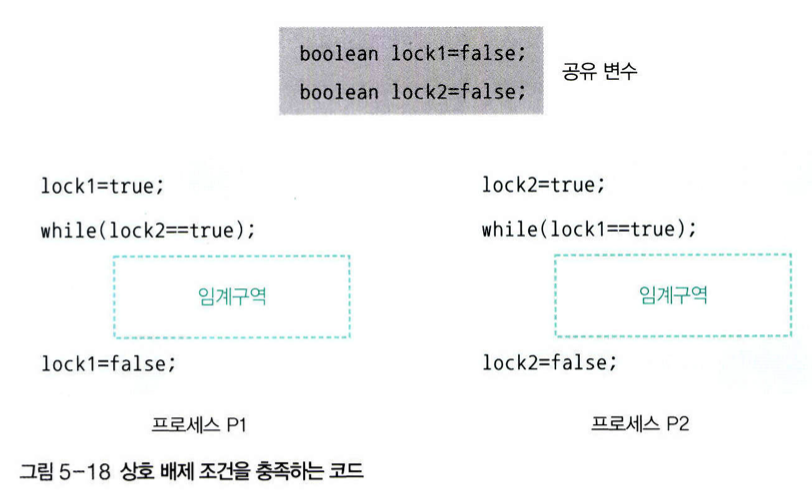 boolean lock1=false;
boolean lock2=false;
공유 변수
lock1=true;
while(lock2==true);
임계구역
lock1=false;
프로세스 P1
lock2=true;
while(lock1==true);
임계구역
lock2=false;
프로세스 P2
그림 5-18 상호 배제 조건을 충족하는 코드